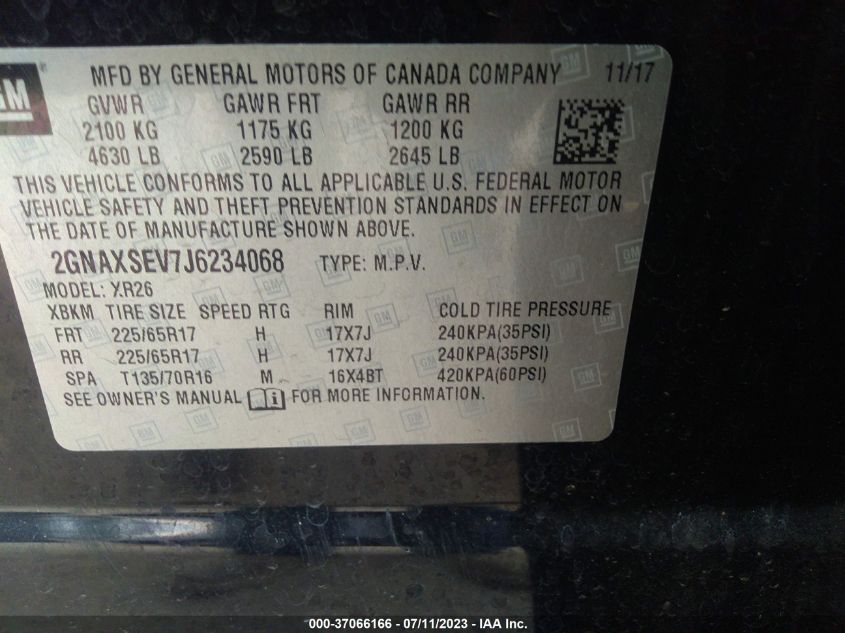 GM ®
MFD BY GENERAL MOTORS OF CANADA COMPANY 11/17
GVWR GAWR FRT GAWR RR
2100 KG 1175 KG 1200 KG
4630 LB 2590 LB 2645 LB
THIS VEHICLE CONFORMS TO ALL APPLICABLE U.S. FEDERAL MOTOR
VEHICLE SAFETY AND THEFT PREVENTION STANDARDS IN EFFECT ON
THE DATE OF MANUFACTURE SHOWN ABOVE.
2GNAXSEV7J6234068 TYPE: M.P.V.
MODEL: XR26
XBKM TIRE SIZE SPEED RTG RIM COLD TIRE PRESSURE
FRT 225/65R17 H 17X7J 240KPA(35PSI)
RR 225/65R17 H 17X7J 240KPA(35PSI)
SPA T135/70R16 M 16X4BT 420KPA(60PSI)
SEE OWNER'S MANUAL i FOR MORE INFORMATION.
000-37066166 - 07/11/2023 - IAA Inc.